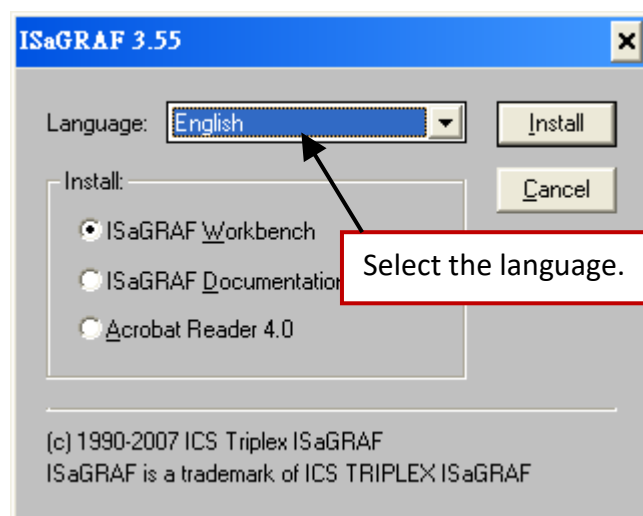 ISaGRAF 3.55
Language: English Install
Install: Cancel
ISaGRAF Workbench
Select the language.
ISaGRAF Documentation
Acrobat Reader 4.0
(c) 1990-2007 ICS Triplex ISaGRAF
ISaGRAF is a trademark of ICS TRIPLEX ISaGRAF